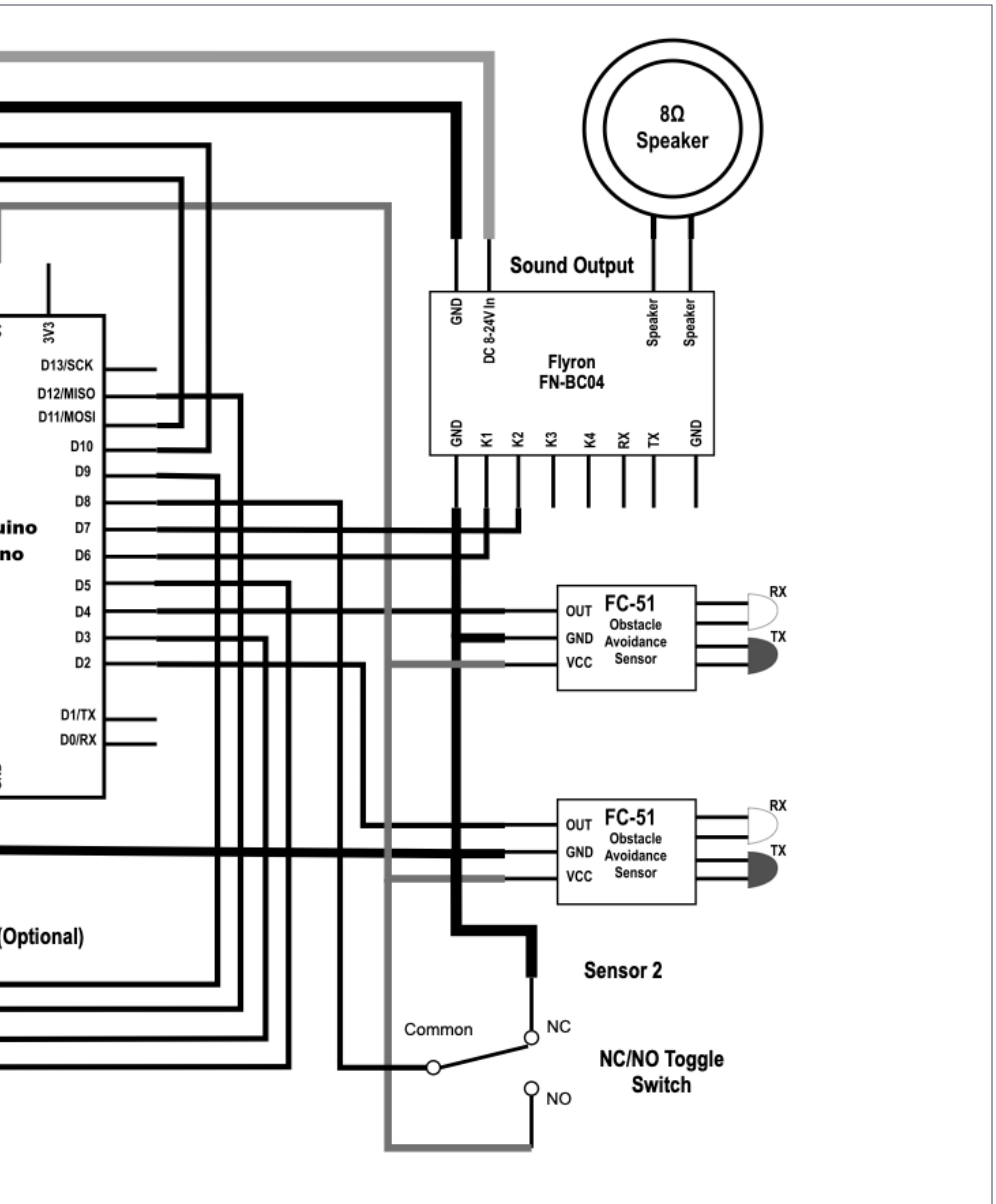 8Ω
Speaker
Sound Output
GND
DC 8-24V In
Speaker
Speaker
Flyron
FN-BC04
GND
K1
K2
K3
K4
RX
TX
GND
3V3
D13/SCK
D12/MISO
D11/MOSI
D10
D9
D8
D7
D6
D5
D4
D3
D2
D1/TX
D0/RX
uino
no
OUT
GND
VCC
FC-51
Obstacle
Avoidance
Sensor
RX
TX
OUT
GND
VCC
FC-51
Obstacle
Avoidance
Sensor
RX
TX
(Optional)
Sensor 2
Common
NC
NO
NC/NO Toggle
Switch